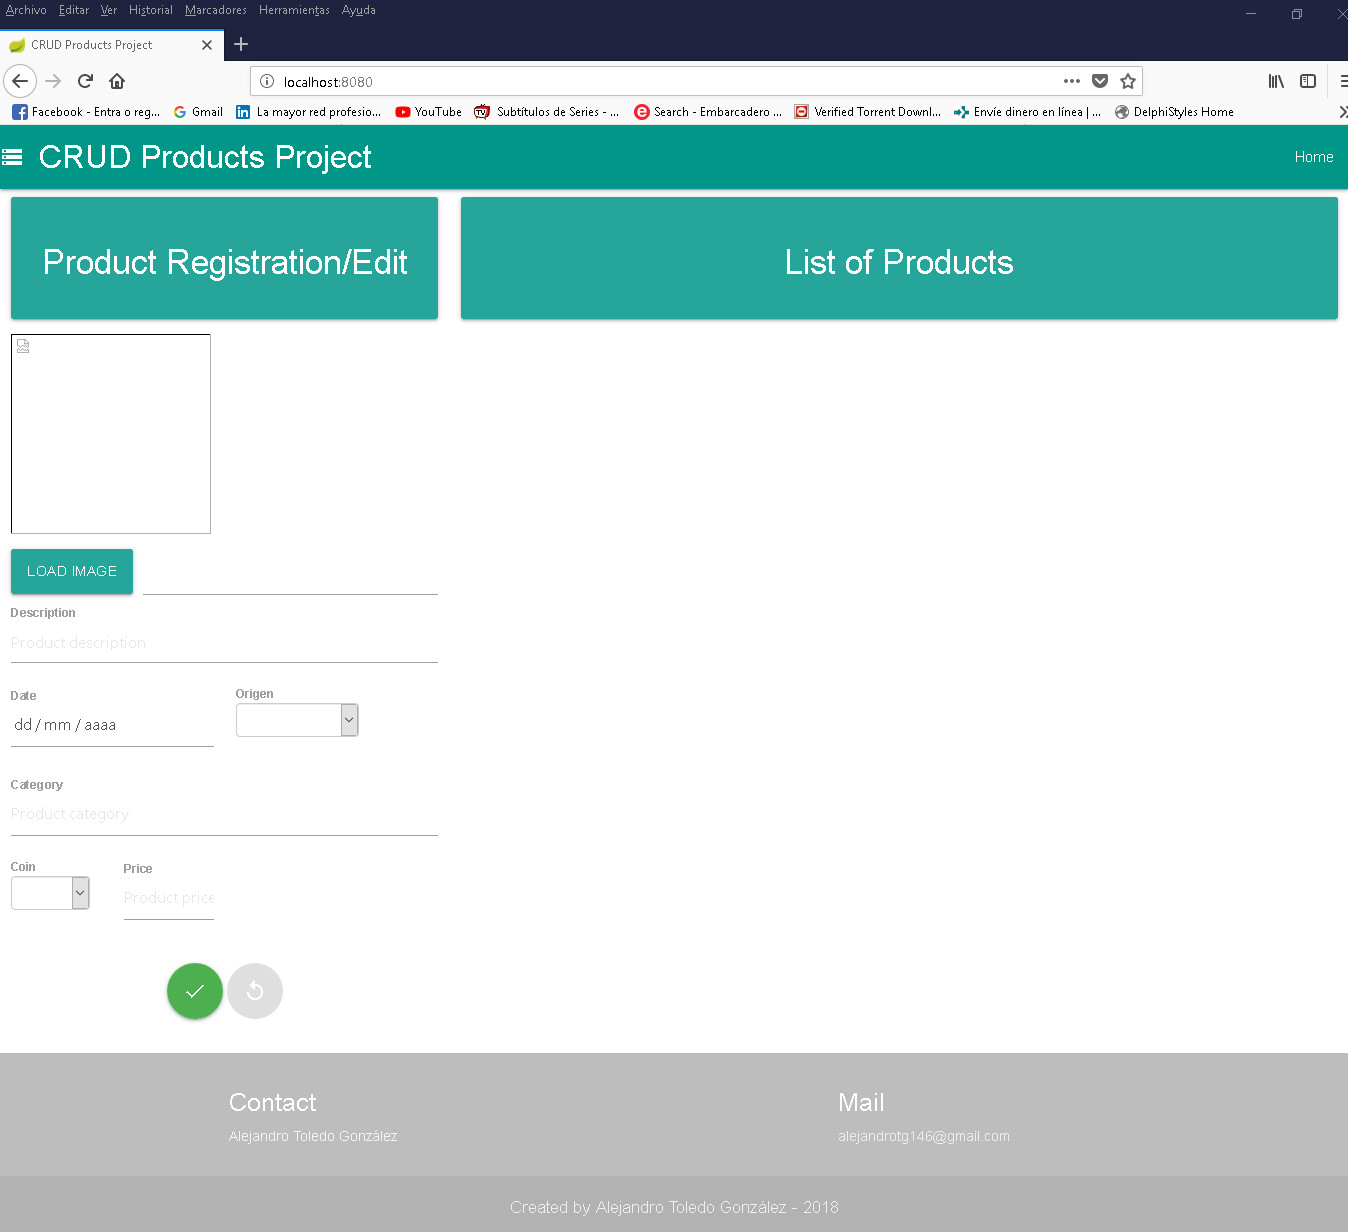 Archivo Editar Ver Historial Marcadores Herramientas Ayuda
CRUD Products Project
localhost:8080
Facebook - Entra o reg... Gmail La mayor red profesio... YouTube Subtítulos de Series - ... Search - Embarcadero ... Verified Torrent Downl... Envíe dinero en línea | ... DelphiStyles Home
CRUD Products Project Home
Product Registration/Edit List of Products
LOAD IMAGE
Description
Product description
Date Origen
dd / mm / aaaa
Category
Product category
Coin Price
Product price
Contact Mail
Alejandro Toledo González alejandrotg146@gmail.com
Created by Alejandro Toledo González - 2018